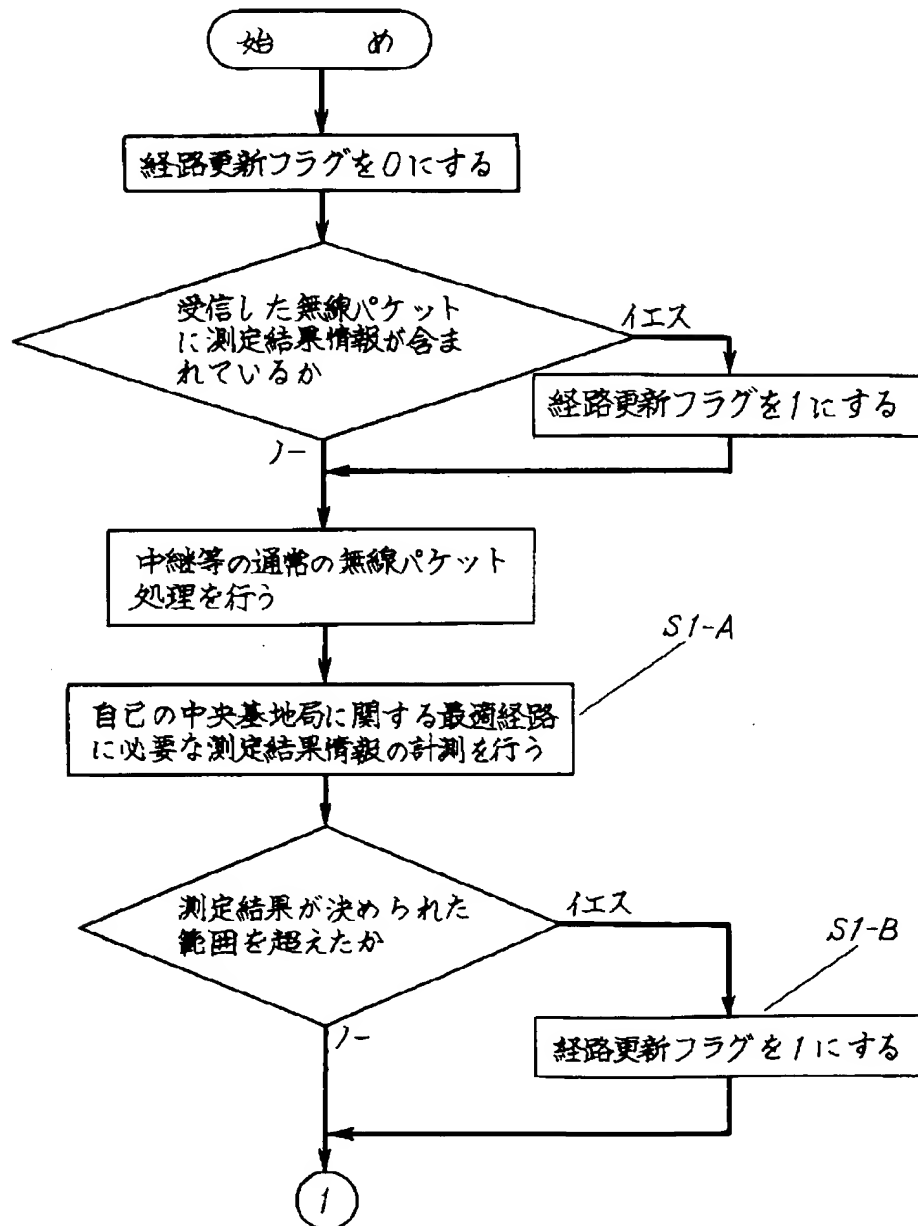 始 め
経路更新フラグを0にする
受信した無線パケット
に測定結果情報が含ま
れているか
イエス
経路更新フラグを1にする
ノー
中継等の通常の無線パケット
処理を行う
S1-A
自己の中央基地局に関する最適経路
に必要な測定結果情報の計測を行う
測定結果が決められた
範囲を超えたか
イエス
S1-B
経路更新フラグを1にする
ノー
1